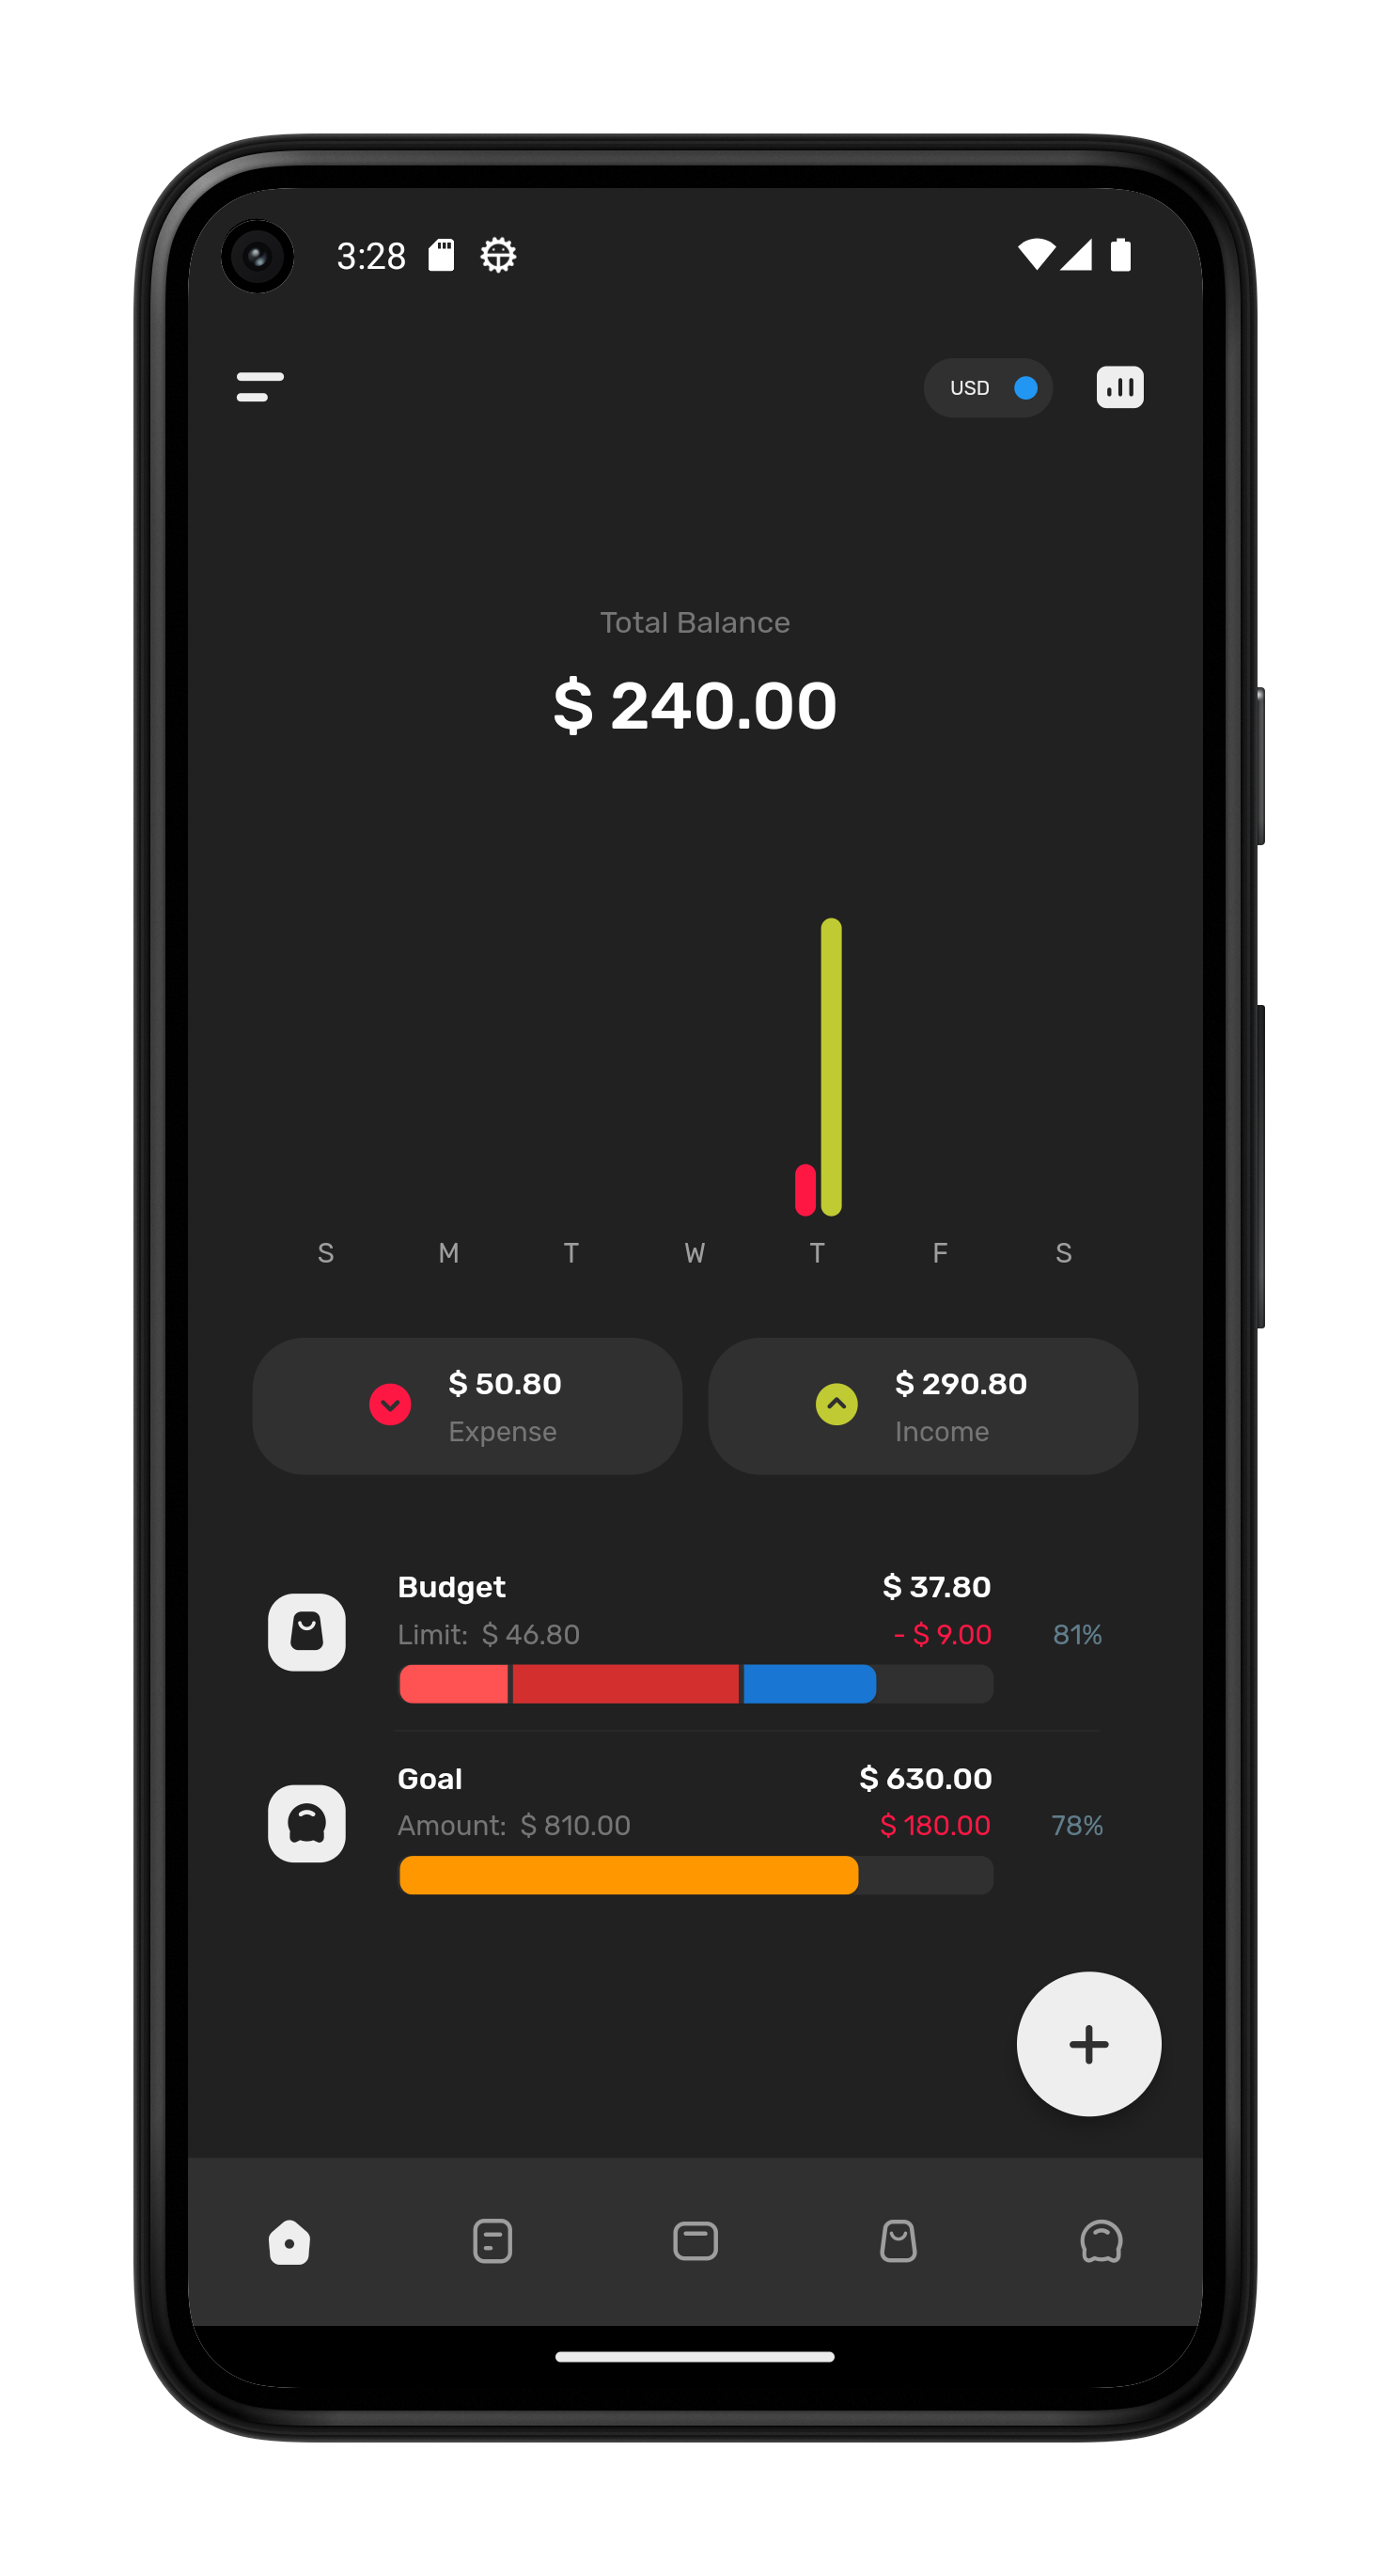 3:28
USD
Total Balance
$ 240.00
S M T W T F S
$ 50.80
Expense
$ 290.80
Income
Budget $ 37.80
Limit: $ 46.80 - $ 9.00 81%
Goal $ 630.00
Amount: $ 810.00 $ 180.00 78%